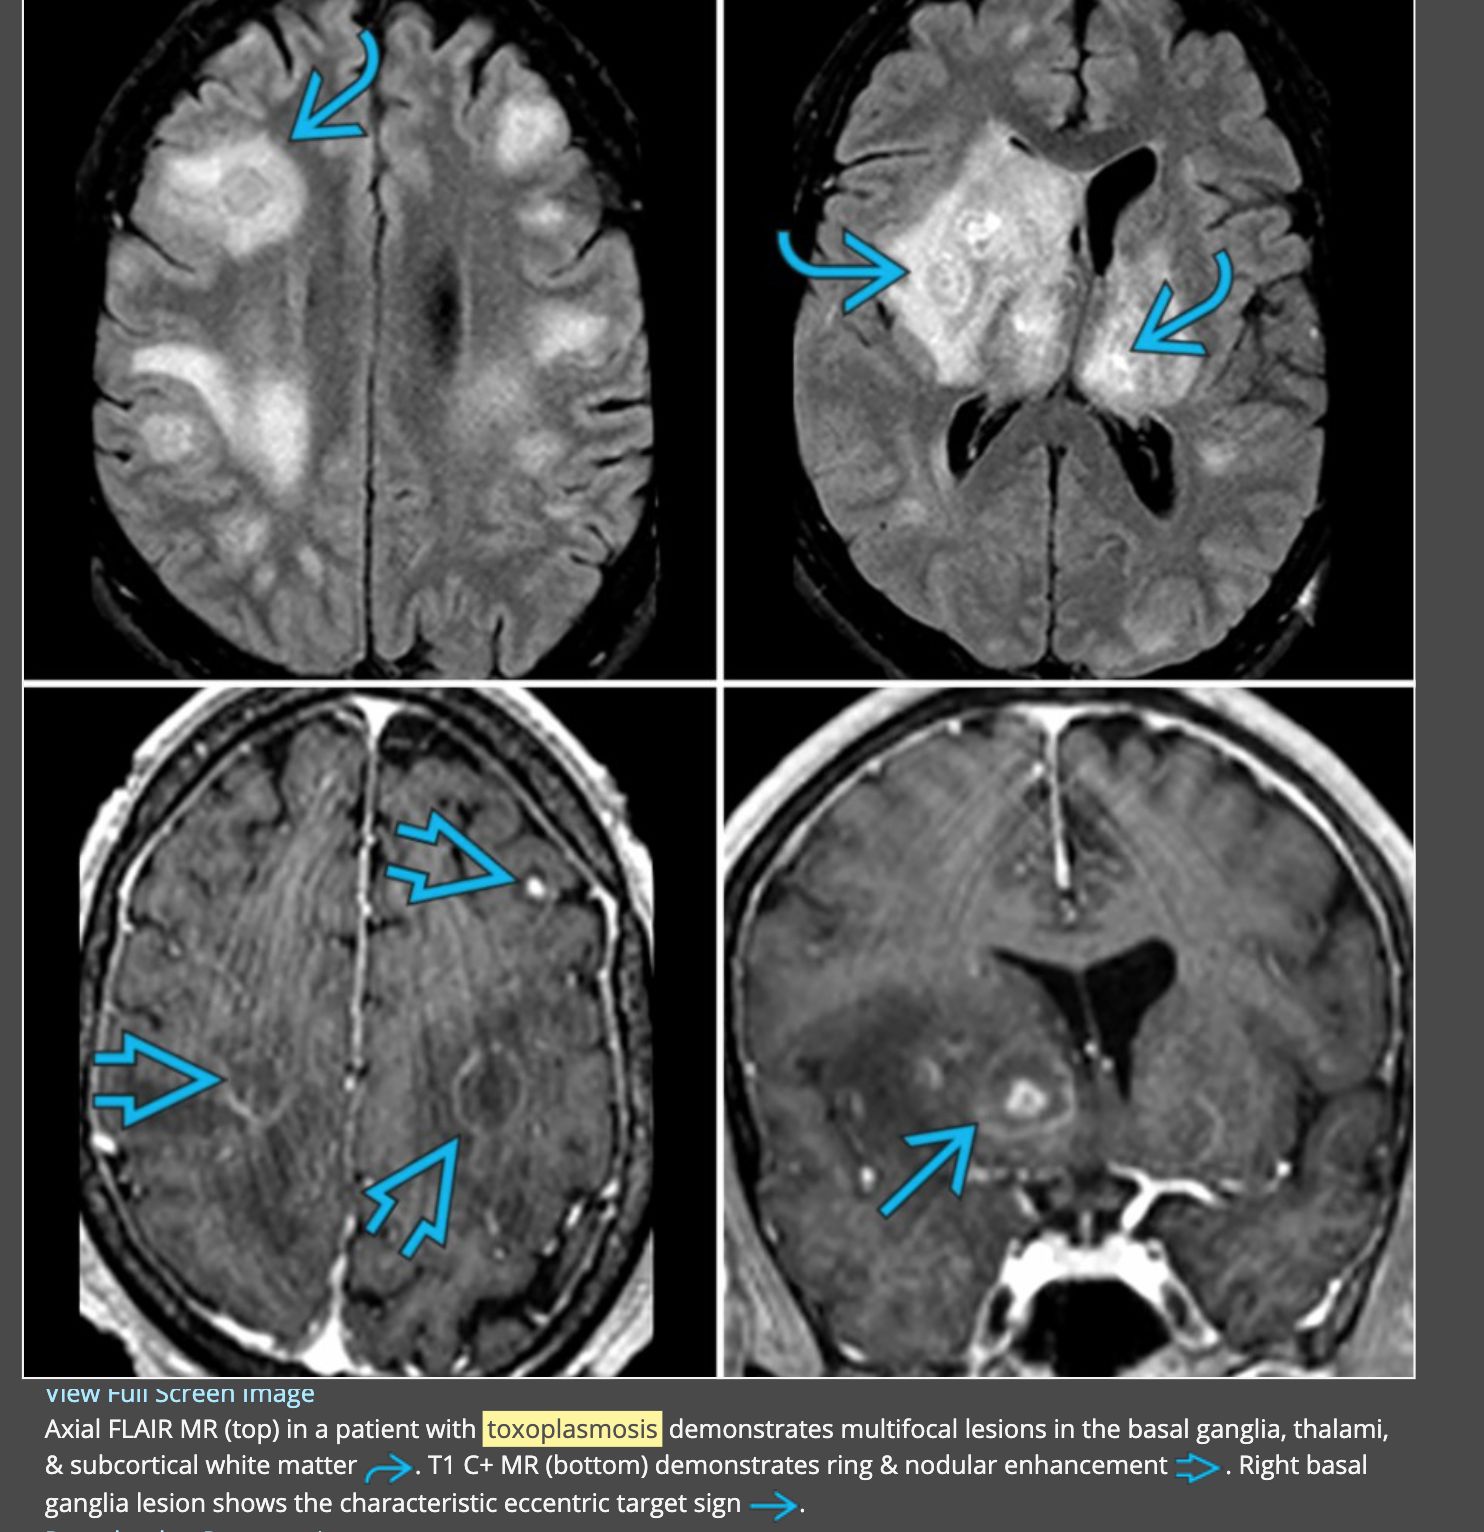 View Full Screen Image
Axial FLAIR MR (top) in a patient with toxoplasmosis demonstrates multifocal lesions in the basal ganglia, thalami,
& subcortical white matter . T1 C+ MR (bottom) demonstrates ring & nodular enhancement . Right basal
ganglia lesion shows the characteristic eccentric target sign .